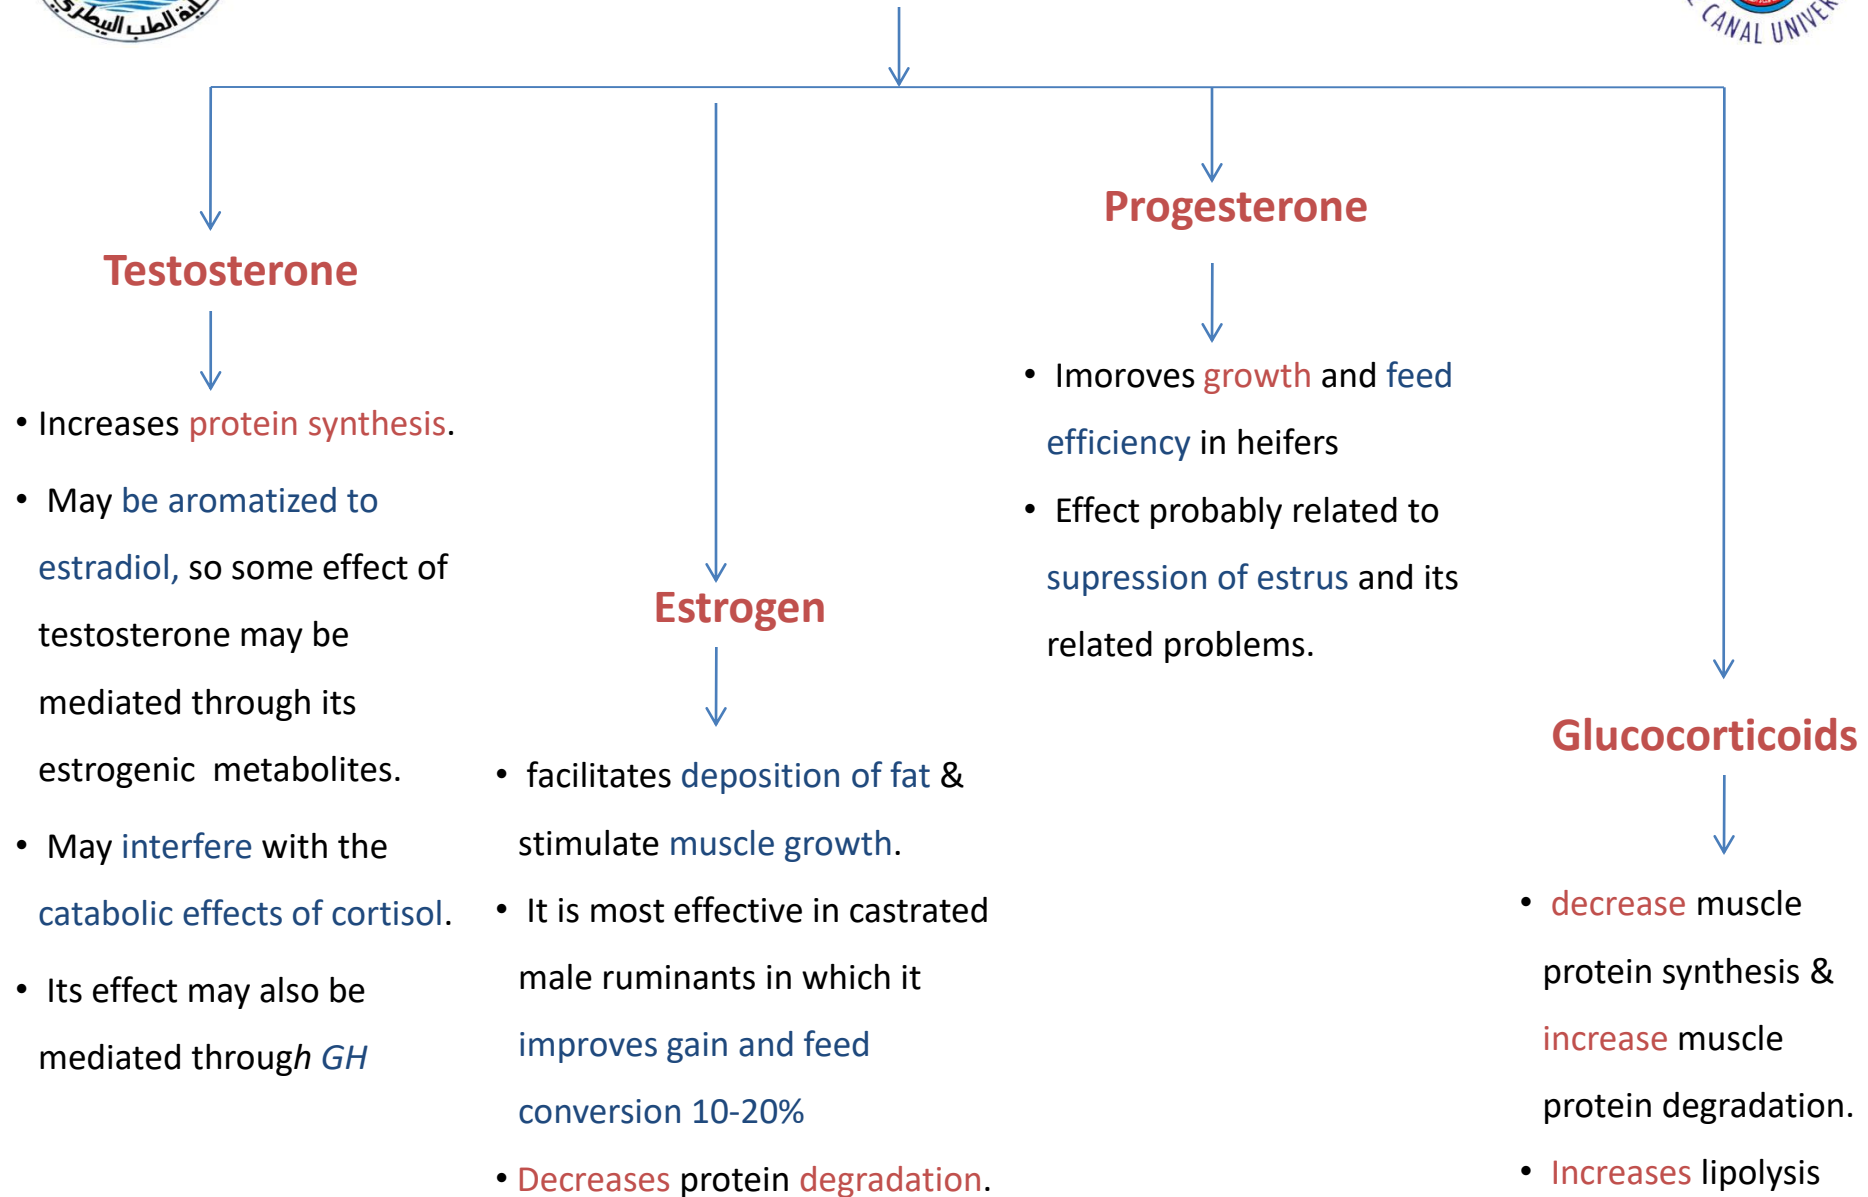 كلية الطب البيطري
CANAL UNIVER
Testosterone
• Increases protein synthesis.
• May be aromatized to
estradiol, so some effect of
testosterone may be
mediated through its
estrogenic metabolites.
• May interfere with the
catabolic effects of cortisol.
• Its effect may also be
mediated through GH
Estrogen
• facilitates deposition of fat &
stimulate muscle growth.
• It is most effective in castrated
male ruminants in which it
improves gain and feed
conversion 10-20%
• Decreases protein degradation.
Progesterone
• Imoroves growth and feed
efficiency in heifers
• Effect probably related to
supression of estrus and its
related problems.
Glucocorticoids
• decrease muscle
protein synthesis &
increase muscle
protein degradation.
• Increases lipolysis